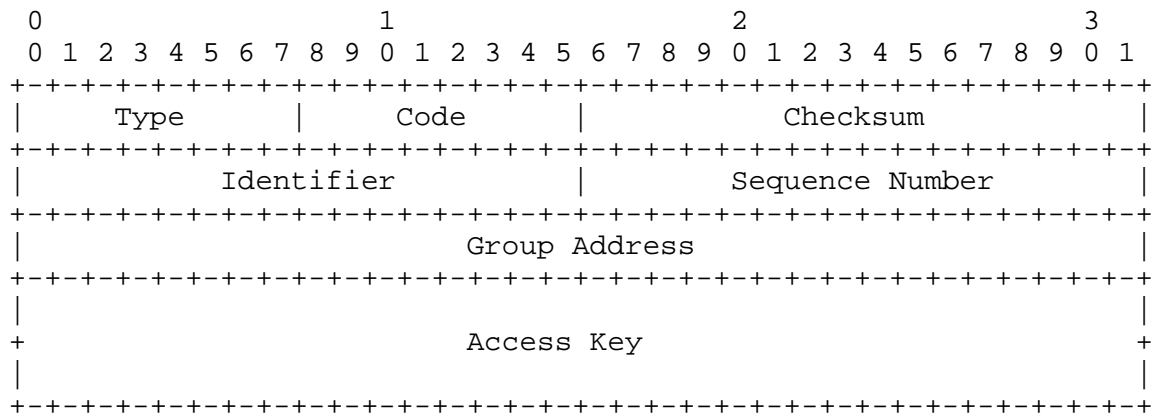 0                   1                   2                   3
 0 1 2 3 4 5 6 7 8 9 0 1 2 3 4 5 6 7 8 9 0 1 2 3 4 5 6 7 8 9 0 1
+-+-+-+-+-+-+-+-+-+-+-+-+-+-+-+-+-+-+-+-+-+-+-+-+-+-+-+-+-+-+-+-+
|     Type      |     Code      |           Checksum            |
+-+-+-+-+-+-+-+-+-+-+-+-+-+-+-+-+-+-+-+-+-+-+-+-+-+-+-+-+-+-+-+-+
|           Identifier          |        Sequence Number        |
+-+-+-+-+-+-+-+-+-+-+-+-+-+-+-+-+-+-+-+-+-+-+-+-+-+-+-+-+-+-+-+-+
|                         Group Address                         |
+-+-+-+-+-+-+-+-+-+-+-+-+-+-+-+-+-+-+-+-+-+-+-+-+-+-+-+-+-+-+-+-+
|                                                               |
+                         Access Key                            +
|                                                               |
+-+-+-+-+-+-+-+-+-+-+-+-+-+-+-+-+-+-+-+-+-+-+-+-+-+-+-+-+-+-+-+-+